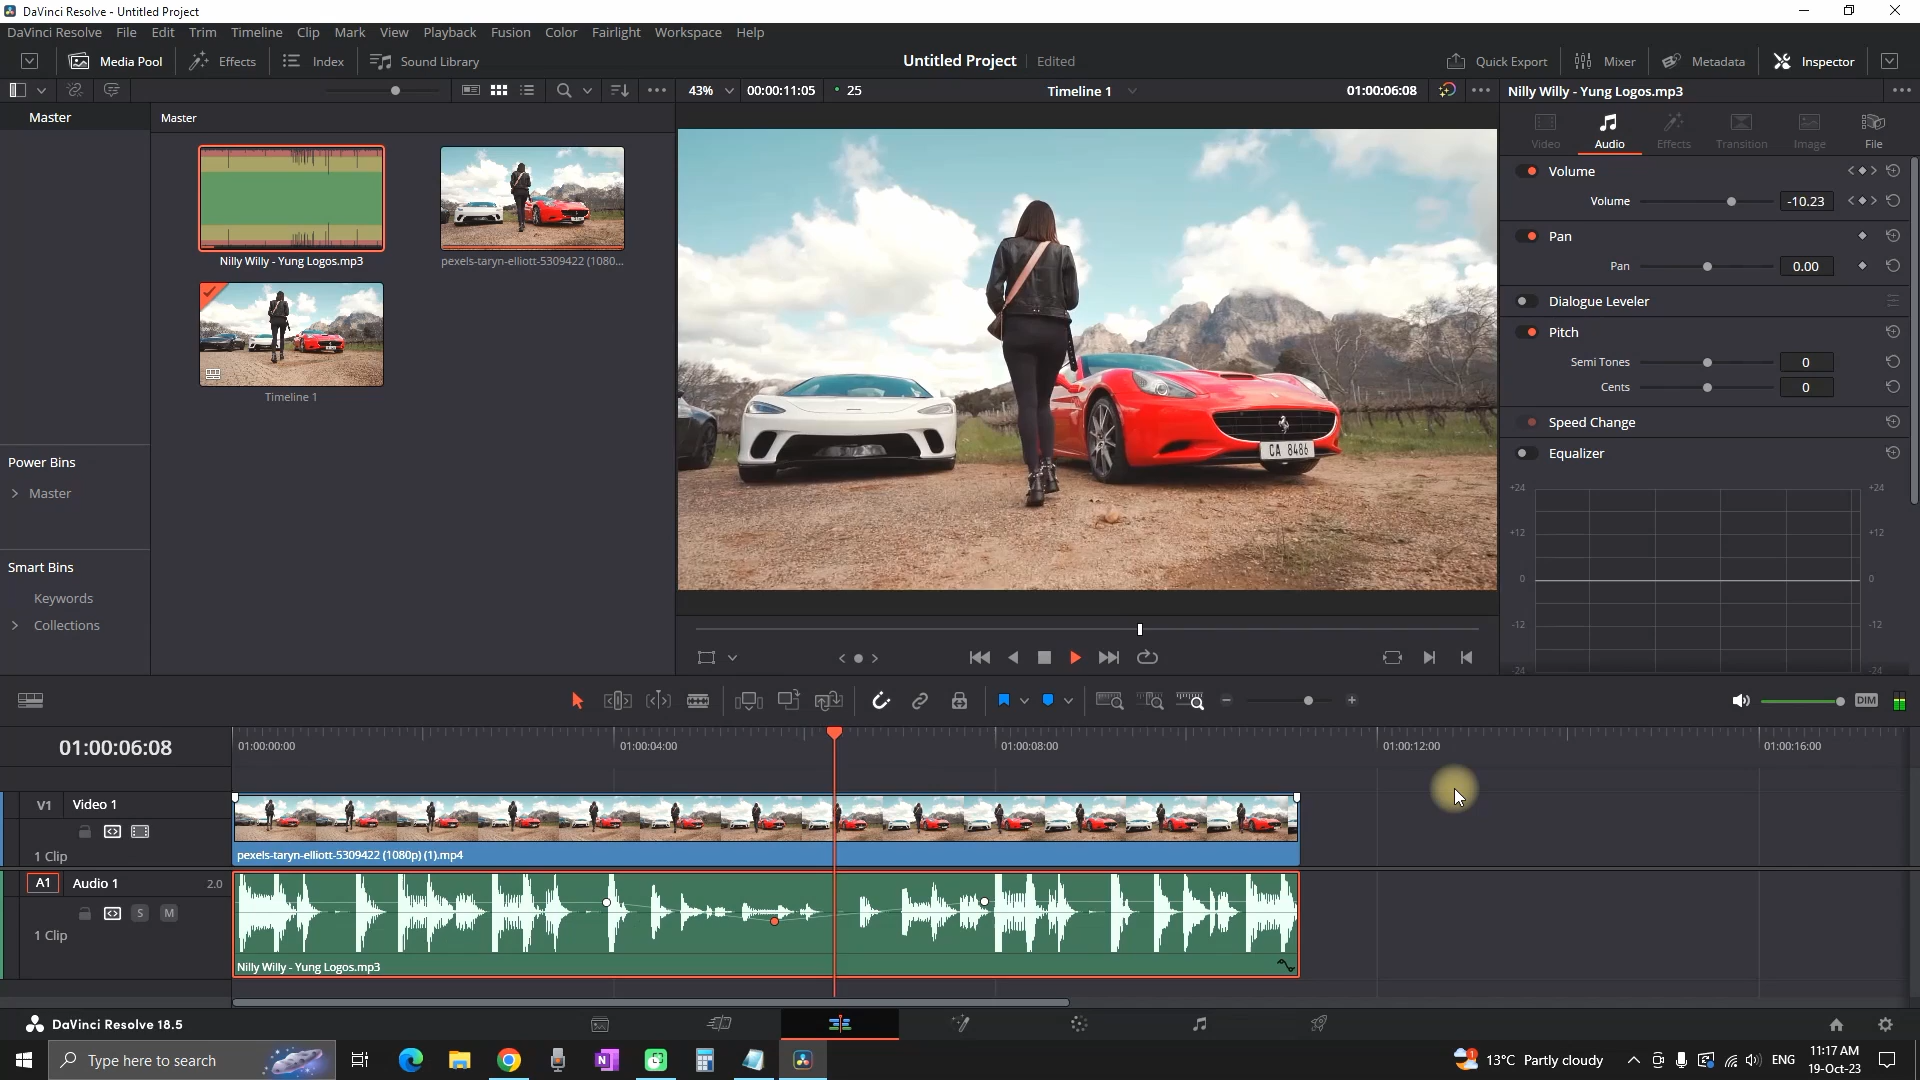 DaVinci Resolve - Untitled Project
DaVinci Resolve File Edit Trim Timeline Clip Mark View Playback Fusion Color Fairlight Workspace Help
Media Pool Effects Index Sound Library Untitled Project Edited Quick Export Mixer Metadata Inspector
43% 00:00:11:05 25 Timeline 1 01:00:06:08 Nilly Willy - Yung Logos.mp3
Master Master
Video Audio Effects Transition Image File
Volume
Volume -10.23
Pan
Pan 0.00
Nilly Willy - Yung Logos.mp3 pexels-taryn-elliott-5309422 (1080...
Dialogue Leveler
Pitch
Semi Tones 0
Cents 0
Timeline 1
Speed Change
CA 8486
Equalizer
Power Bins
Master
+24 +24
+12 +12
Smart Bins
0 0
Keywords
Collections
-12 -12
-24 -24
DIM
01:00:06:08 01:00:00:00 01:00:04:00 01:00:08:00 01:00:12:00 01:00:16:00
V1 Video 1
1 Clip pexels-taryn-elliott-5309422 (1080p) (1).mp4
A1 Audio 1 2.0
S M
1 Clip
Nilly Willy - Yung Logos.mp3
DaVinci Resolve 18.5
Type here to search N 1 13°C Partly cloudy ENG 11:17 AM
19-Oct-23